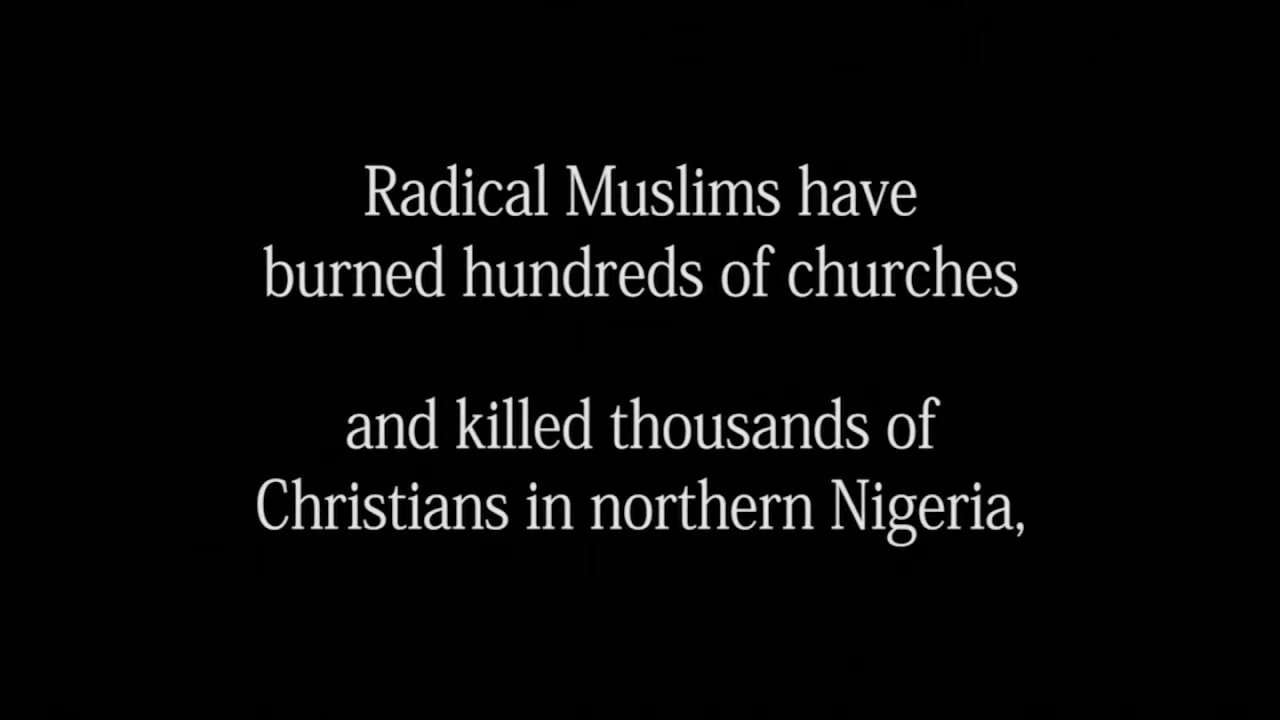 Radical Muslims have
burned hundreds of churches
and killed thousands of
Christians in northern Nigeria,